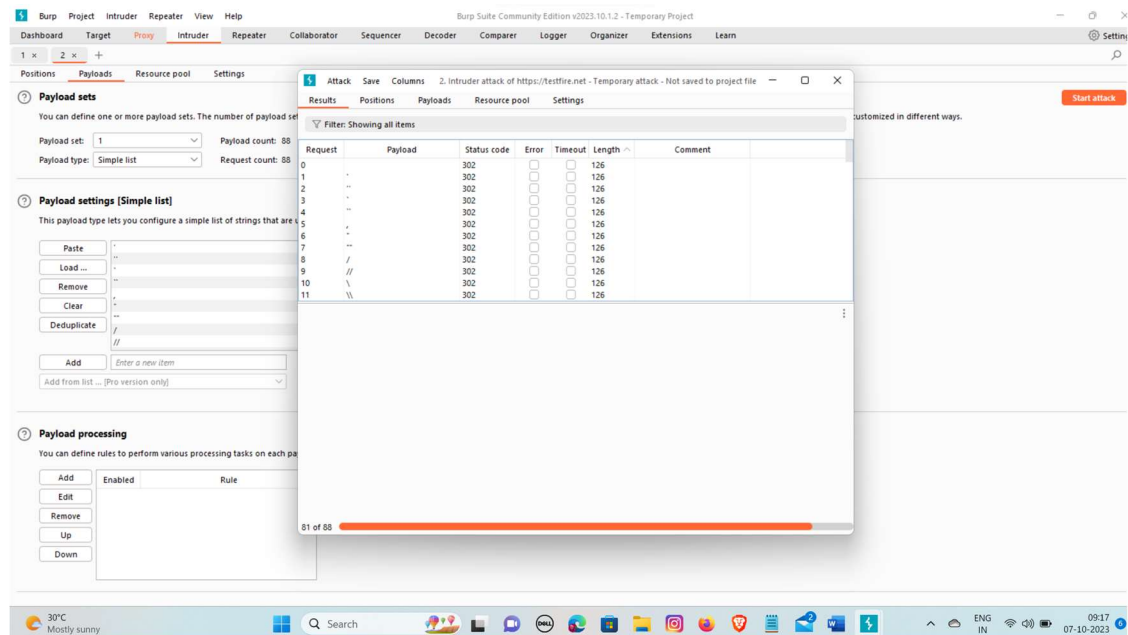 Burp Project Intruder Repeater View Help Burp Suite Community Edition v2023.10.1.2 - Temporary Project
Dashboard Target Proxy Intruder Repeater Collaborator Sequencer Decoder Comparer Logger Organizer Extensions Learn Setting
1 × 2 × +
Positions Payloads Resource pool Settings
Payload sets
Start attack
You can define one or more payload sets. The number of payload set
customized in different ways.
Payload set: 1 Payload count: 88
Payload type: Simple list Request count: 88
Payload settings [Simple list]
This payload type lets you configure a simple list of strings that are u
Paste
Load ...
Remove
Clear
Deduplicate
/
//
Add Enter a new item
Add from list ... [Pro version only]
Payload processing
You can define rules to perform various processing tasks on each pa
Add
Edit
Remove
Up
Down
Enabled Rule
Attack Save Columns 2. Intruder attack of https://testfire.net - Temporary attack - Not saved to project file
Results Positions Payloads Resource pool Settings
Filter: Showing all items
Request Payload Status code Error Timeout Length Comment
0 302 126
1 302 126
2 302 126
3 302 126
4 302 126
5 302 126
6 302 126
7 302 126
8 / 302 126
9 // 302 126
10 \ 302 126
11 \\ 302 126
81 of 88
30°C
Mostly sunny
Search
DELL
2
ENG
IN
09:17
07-10-2023
6